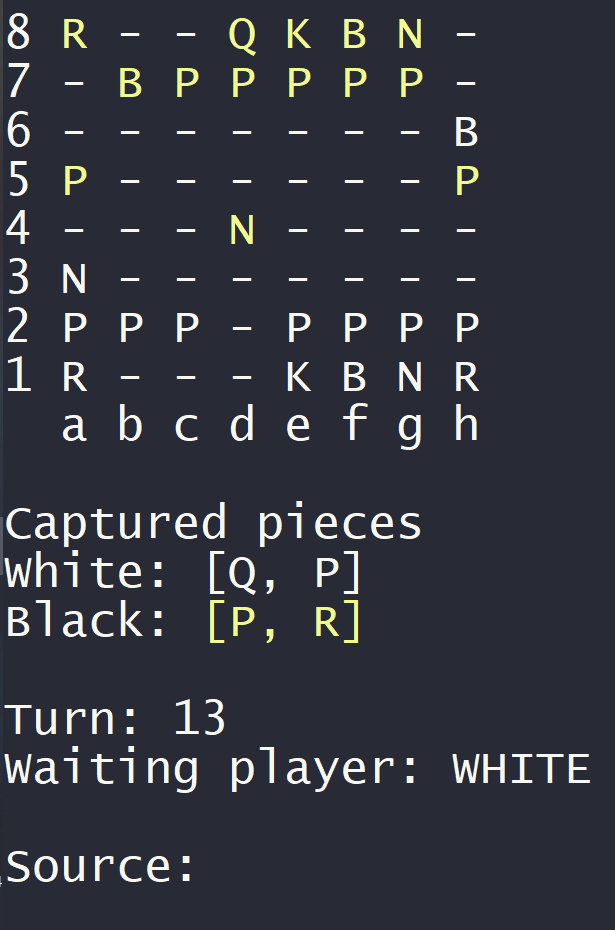 8 R - - Q K B N -
7 - B P P P P P -
6 - - - - - - - B
5 P - - - - - - P
4 - - - N - - - -
3 N - - - - - - -
2 P P P - P P P P
1 R - - - K B N R
a b c d e f g h
Captured pieces
White: [Q, P]
Black: [P, R]
Turn: 13
Waiting player: WHITE
Source: